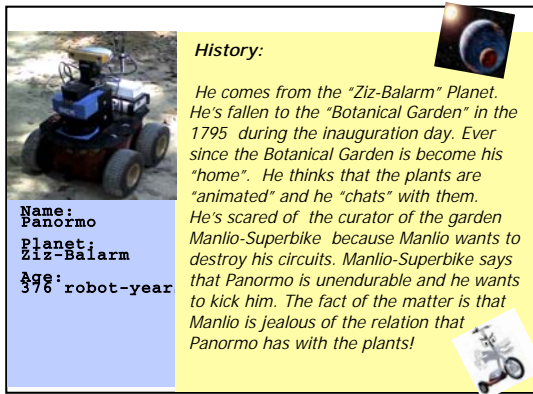 History:
He comes from the “Ziz-Balarm” Planet.
He's fallen to the “Botanical Garden” in the
1795 during the inauguration day. Ever
since the Botanical Garden is become his
“home”. He thinks that the plants are
“animated” and he “chats” with them.
He's scared of the curator of the garden
Manlio-Superbike because Manlio wants to
destroy his circuits. Manlio-Superbike says
that Panormo is unendurable and he wants
to kick him. The fact of the matter is that
Manlio is jealous of the relation that
Panormo has with the plants!
Name:
Panormo
Planet:
Ziz-Balarm
Age:
376 robot-year